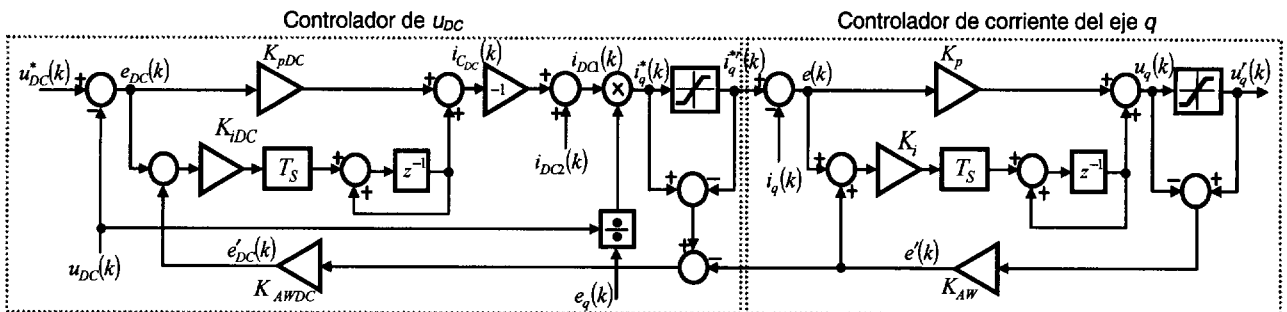 Controlador de u_DC
Controlador de corriente del eje q
u*_DC(k)
e_DC(k)
K_pDC
i_C_DC(k)
-1
i_DC1(k)
i*_q(k)
i*'_q(k)
e(k)
K_p
u_q(k)
u'_q(k)
K_iDC
T_S
z⁻¹
i_DC2(k)
×
i_q(k)
K_i
T_S
z⁻¹
u_DC(k)
e'_DC(k)
K_AWDC
÷
e_q(k)
e'(k)
K_AW